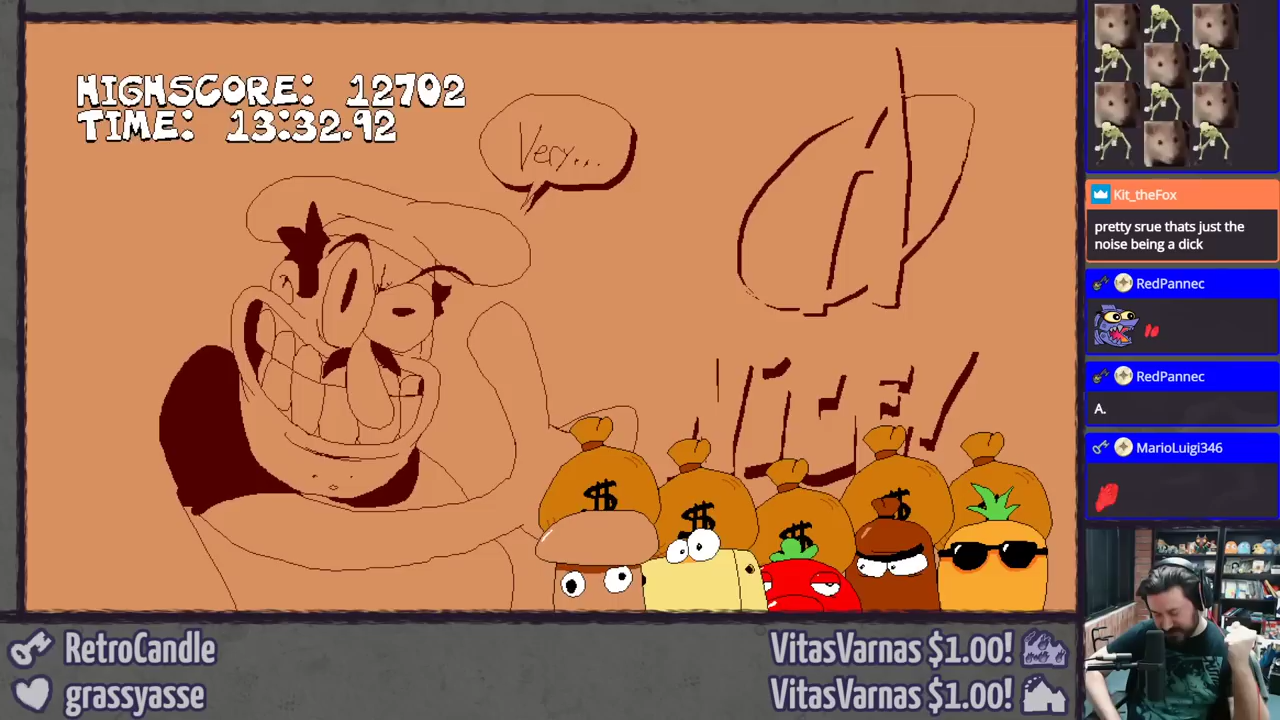 HIGHSCORE: 12702
TIME: 13:32.92
Very...
Kit_theFox
pretty srue thats just the
noise being a dick
RedPannec
RedPannec
A.
MarioLuigi346
$ $ $ $
RetroCandle
VitasVarnas $1.00!
grassyasse
VitasVarnas $1.00!